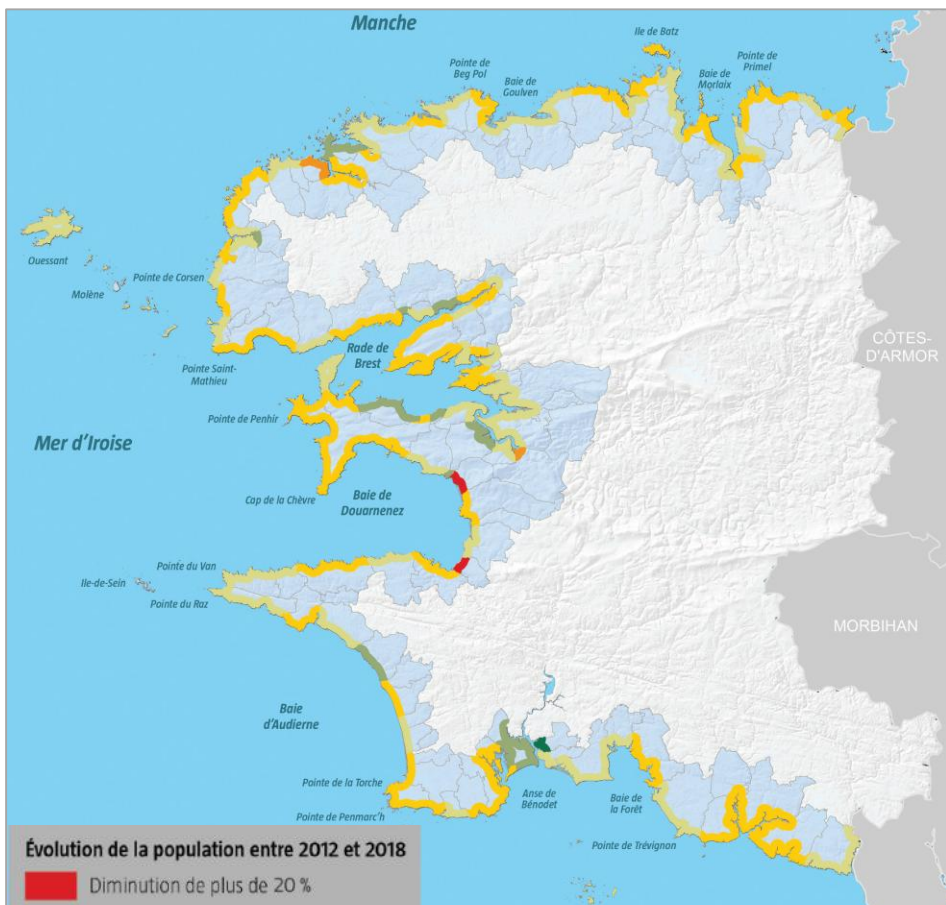 Manche
Ile de Batz
Pointe de
Beg Pol
Baie de
Goulven
Baie de
Morlaix
Pointe de
Primel
Ouessant
Molène
Pointe de Corsen
Pointe Saint-
Mathieu
Rade de
Brest
CÔTES-
D'ARMOR
Pointe de Penhir
Mer d'Iroise
Cap de la Chèvre
Baie de
Douarnenez
Pointe du Van
Ile-de-Sein
Pointe du Raz
MORBIHAN
Baie
d'Audierne
Pointe de la Torche
Pointe de Penmarc'h
Anse de
Bénodet
Baie de
la Forêt
Pointe de Trévignon
Évolution de la population entre 2012 et 2018
Diminution de plus de 20 %